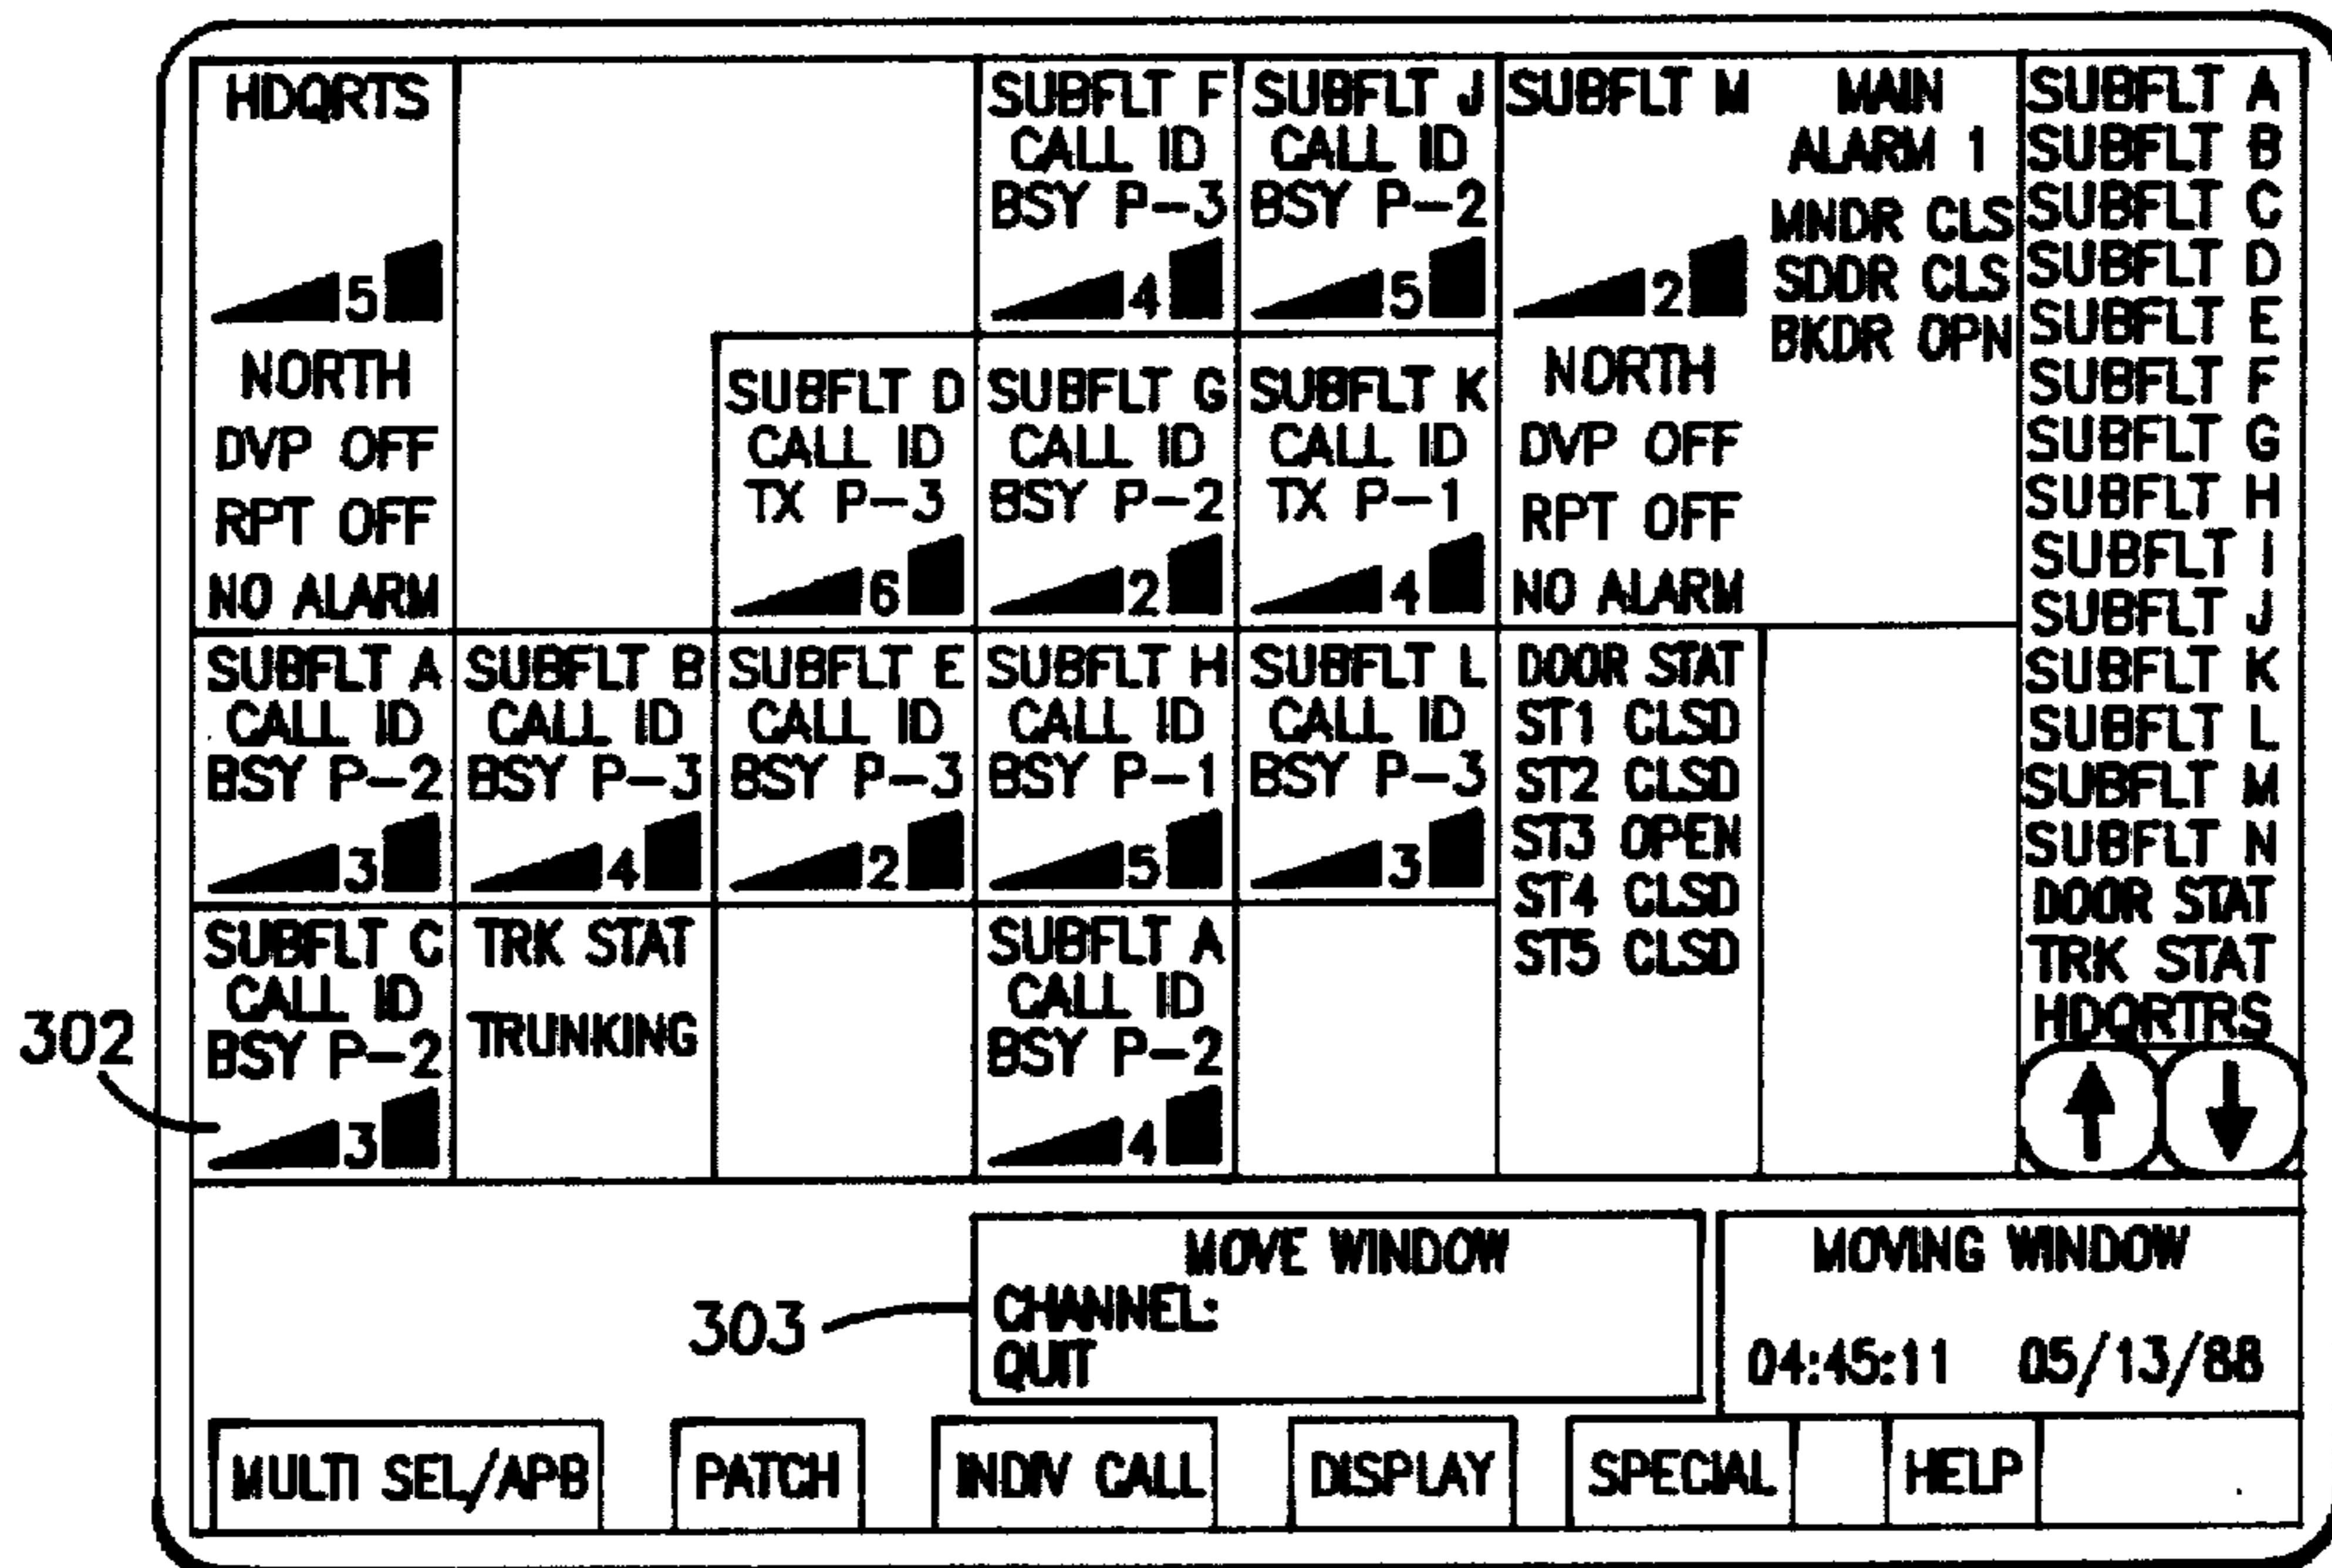 HDQRTS
5
NORTH
DVP OFF
RPT OFF
NO ALARM
SUBFLT F
CALL ID
BSY P-3
4
SUBFLT J
CALL ID
BSY P-2
5
SUBFLT M
2
NORTH
DVP OFF
RPT OFF
NO ALARM
MAIN
ALARM 1
MNDR CLS
SDDR CLS
BKDR OPN
SUBFLT D
CALL ID
TX P-3
6
SUBFLT G
CALL ID
BSY P-2
2
SUBFLT K
CALL ID
TX P-1
4
SUBFLT A
CALL ID
BSY P-2
3
SUBFLT B
CALL ID
BSY P-3
4
SUBFLT E
CALL ID
BSY P-3
2
SUBFLT H
CALL ID
BSY P-1
5
SUBFLT L
CALL ID
BSY P-3
3
DOOR STAT
ST1 CLSD
ST2 CLSD
ST3 OPEN
ST4 CLSD
ST5 CLSD
302
SUBFLT C
CALL ID
BSY P-2
3
TRK STAT
TRUNKING
SUBFLT A
CALL ID
BSY P-2
4
SUBFLT A
SUBFLT B
SUBFLT C
SUBFLT D
SUBFLT E
SUBFLT F
SUBFLT G
SUBFLT H
SUBFLT I
SUBFLT J
SUBFLT K
SUBFLT L
SUBFLT M
SUBFLT N
DOOR STAT
TRK STAT
HDQRTRS
303
MOVE WINDOW
CHANNEL:
QUIT
MOVING WINDOW
04:45:11 05/13/88
MULTI SEL/APB
PATCH
INDIV CALL
DISPLAY
SPECIAL
HELP